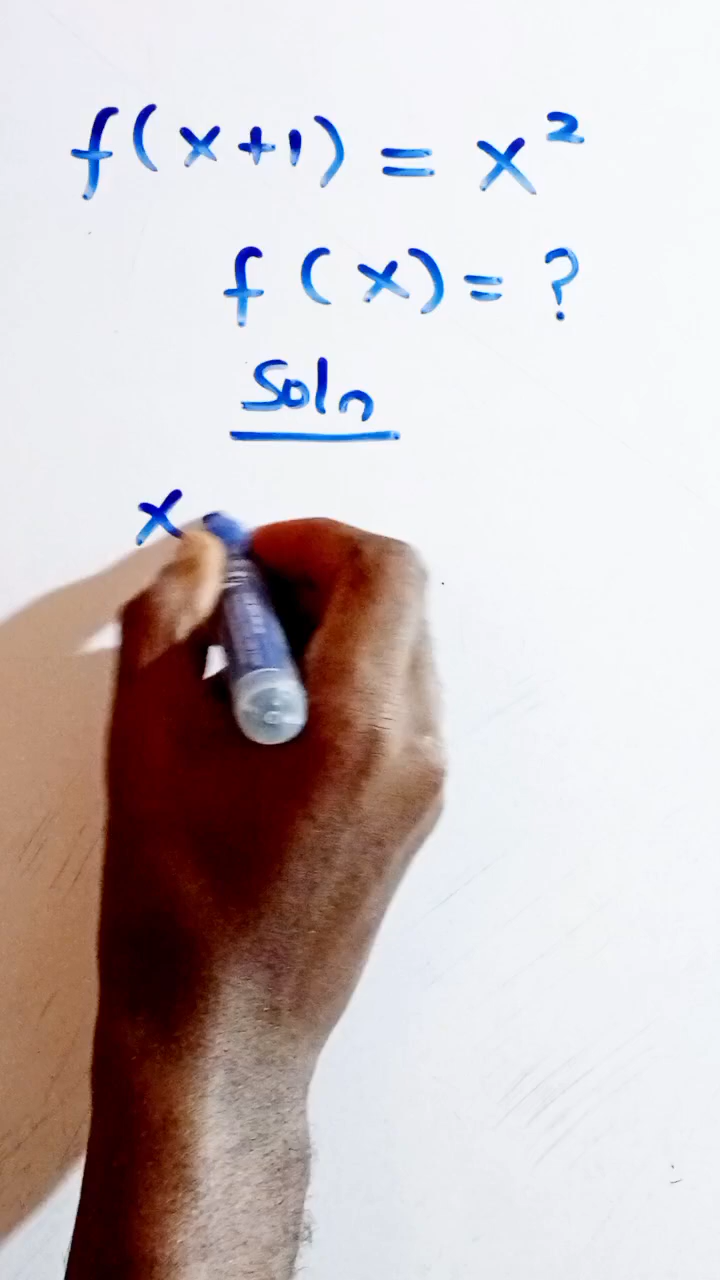 f(x+1) = x²
f(x) = ?
Soln
x